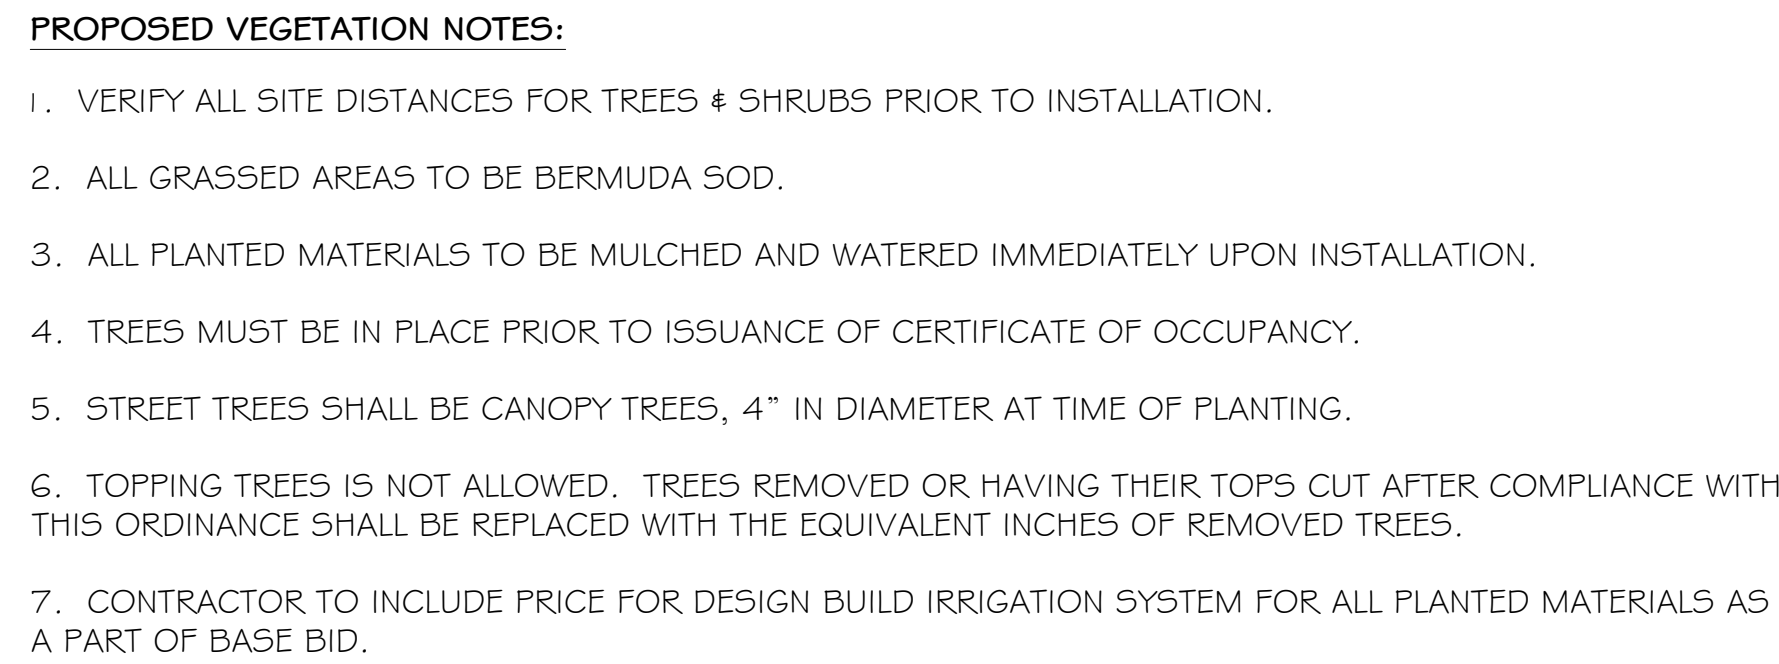 PROPOSED VEGETATION NOTES:
1. VERIFY ALL SITE DISTANCES FOR TREES & SHRUBS PRIOR TO INSTALLATION.
2. ALL GRASSED AREAS TO BE BERMUDA SOD.
3. ALL PLANTED MATERIALS TO BE MULCHED AND WATERED IMMEDIATELY UPON INSTALLATION.
4. TREES MUST BE IN PLACE PRIOR TO ISSUANCE OF CERTIFICATE OF OCCUPANCY.
5. STREET TREES SHALL BE CANOPY TREES, 4” IN DIAMETER AT TIME OF PLANTING.
6. TOPPING TREES IS NOT ALLOWED. TREES REMOVED OR HAVING THEIR TOPS CUT AFTER COMPLIANCE WITH
THIS ORDINANCE SHALL BE REPLACED WITH THE EQUIVALENT INCHES OF REMOVED TREES.
7. CONTRACTOR TO INCLUDE PRICE FOR DESIGN BUILD IRRIGATION SYSTEM FOR ALL PLANTED MATERIALS AS
A PART OF BASE BID.